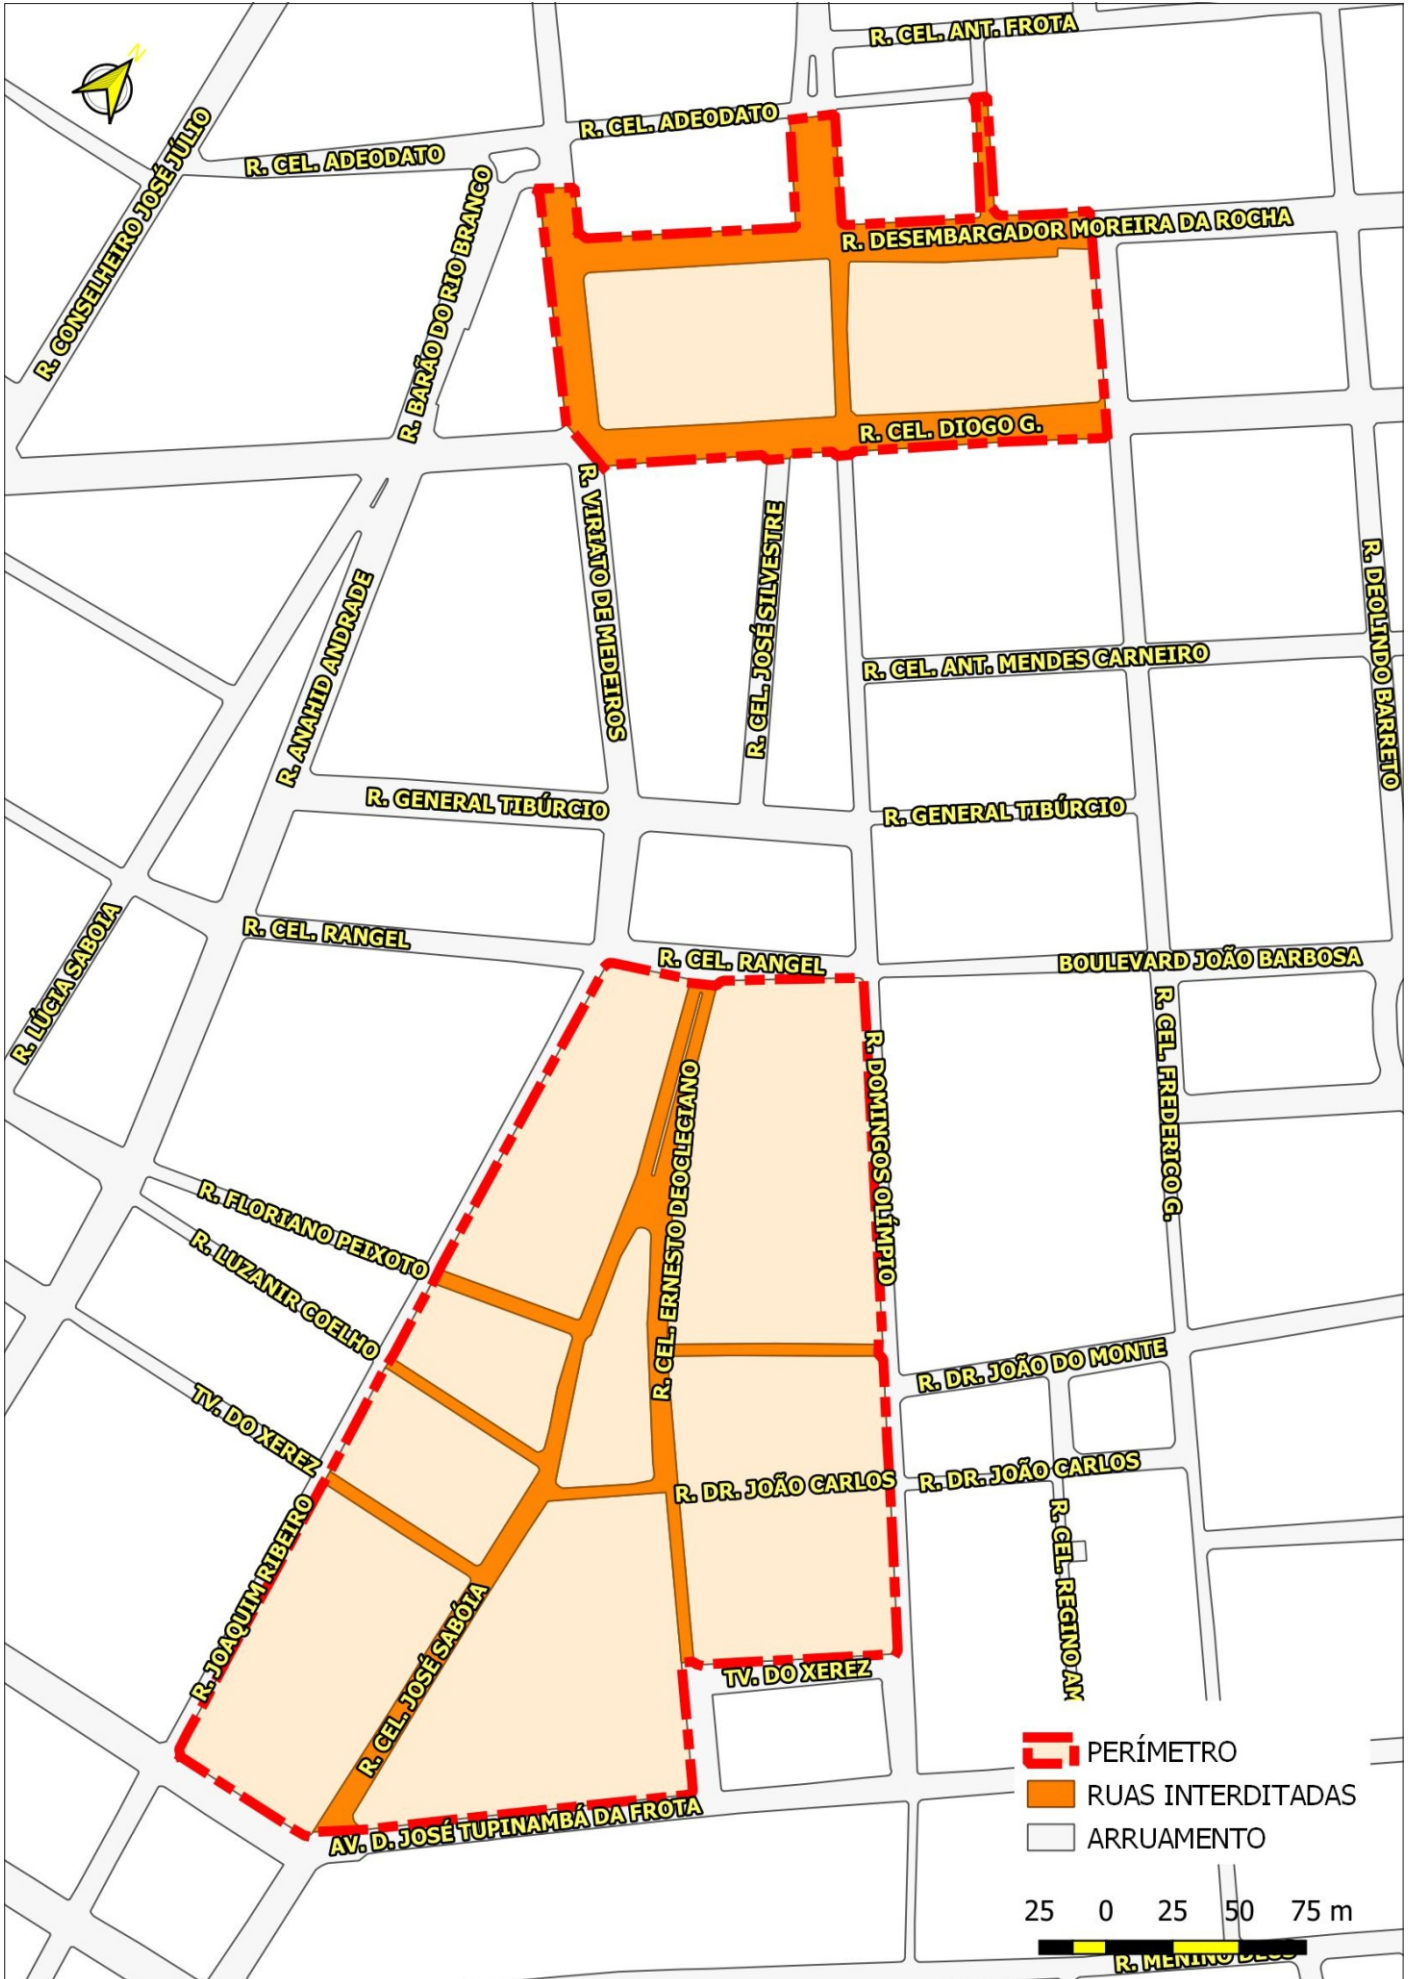 R. CEL. ANT. FROTA
N
R. CEL. ADEODATO
R. CEL. ADEODATO
R. CONSELHEIRO JOSÉ JÚLIO
R. BARÃO DO RIO BRANCO
R. DESEMBARGADOR MOREIRA DA ROCHA
R. CEL. DIOGO G.
R. VIRIATO DE MEDEIROS
R. CEL. JOSÉ SILVESTRE
R. DEOLINDO BARRETO
R. ANAHID ANDRADE
R. CEL. ANT. MENDES CARNEIRO
R. GENERAL TIBÚRCIO
R. GENERAL TIBÚRCIO
R. LÚCIA SABOIA
R. CEL. RANGEL
R. CEL. RANGEL
BOULEVARD JOÃO BARBOSA
R. CEL. FREDERICO G.
R. DOMINGOS OLÍMPIO
R. CEL. ERNESTO DEOCLECIANO
R. FLORIANO PEIXOTO
R. LUZANIR COELHO
R. DR. JOÃO DO MONTE
TV. DO XEREZ
R. DR. JOÃO CARLOS
R. DR. JOÃO CARLOS
R. CEL. REGINO AM
R. JOAQUIM RIBEIRO
R. CEL. JOSÉ SABÓIA
TV. DO XEREZ
AV. D. JOSÉ TUPINAMBÁ DA FROTA
PERÍMETRO
RUAS INTERDITADAS
ARRUAMENTO
25 0 25 50 75 m
R. MENINO DEUS